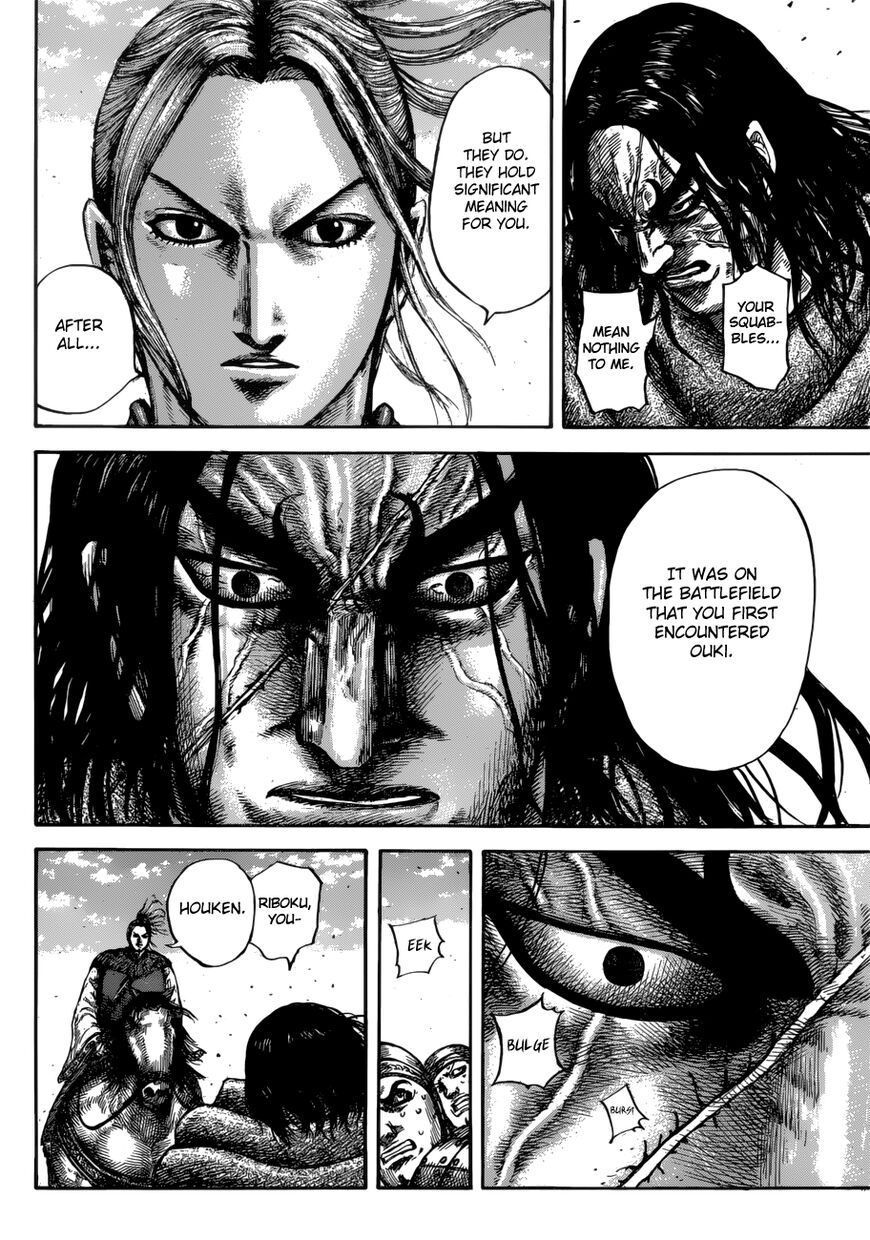 YOUR
SQUAB-
BLES...
MEAN
NOTHING
TO ME.
BUT
THEY DO.
THEY HOLD
SIGNIFICANT
MEANING
FOR YOU.
AFTER
ALL...
IT WAS ON
THE BATTLEFIELD
THAT YOU FIRST
ENCOUNTERED
OUKI.
BULGE
BURST
EEK
RIBOKU,
YOU-
HOUKEN.